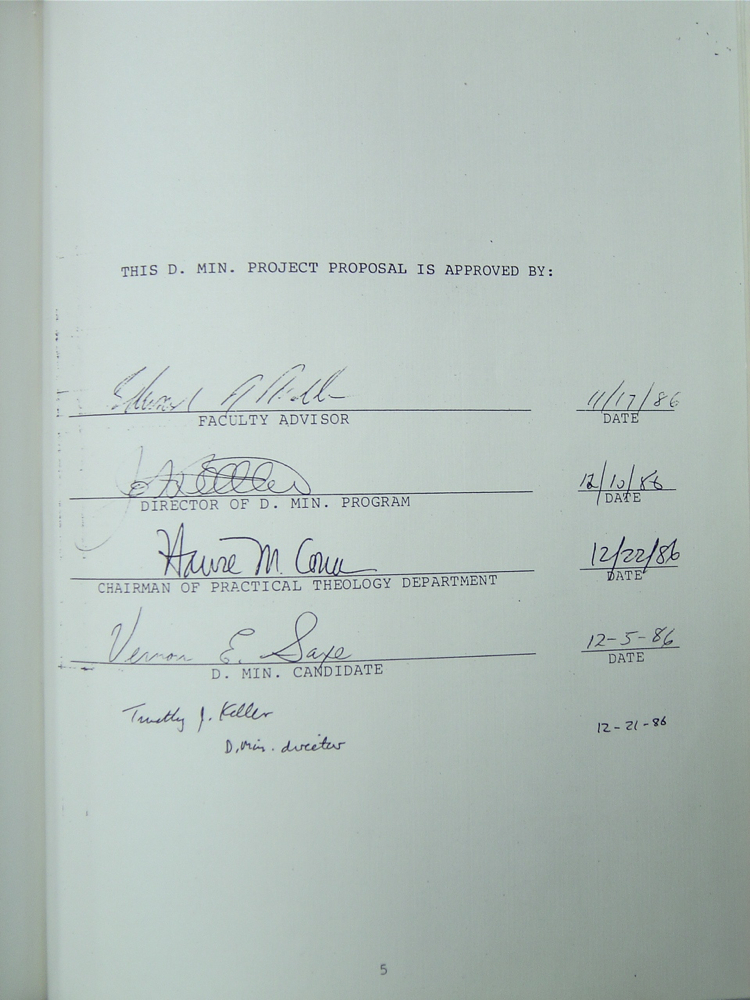 THIS D. MIN. PROJECT PROPOSAL IS APPROVED BY:
11/17/86
FACULTY ADVISOR DATE
12/10/86
DIRECTOR OF D. MIN. PROGRAM DATE
M. 12/22/86
CHAIRMAN OF PRACTICAL THEOLOGY DEPARTMENT DATE
Vernon E. Saxe 12-5-86
D. MIN. CANDIDATE DATE
Timothy J. Keller 12-21-86
D. Min. director
5